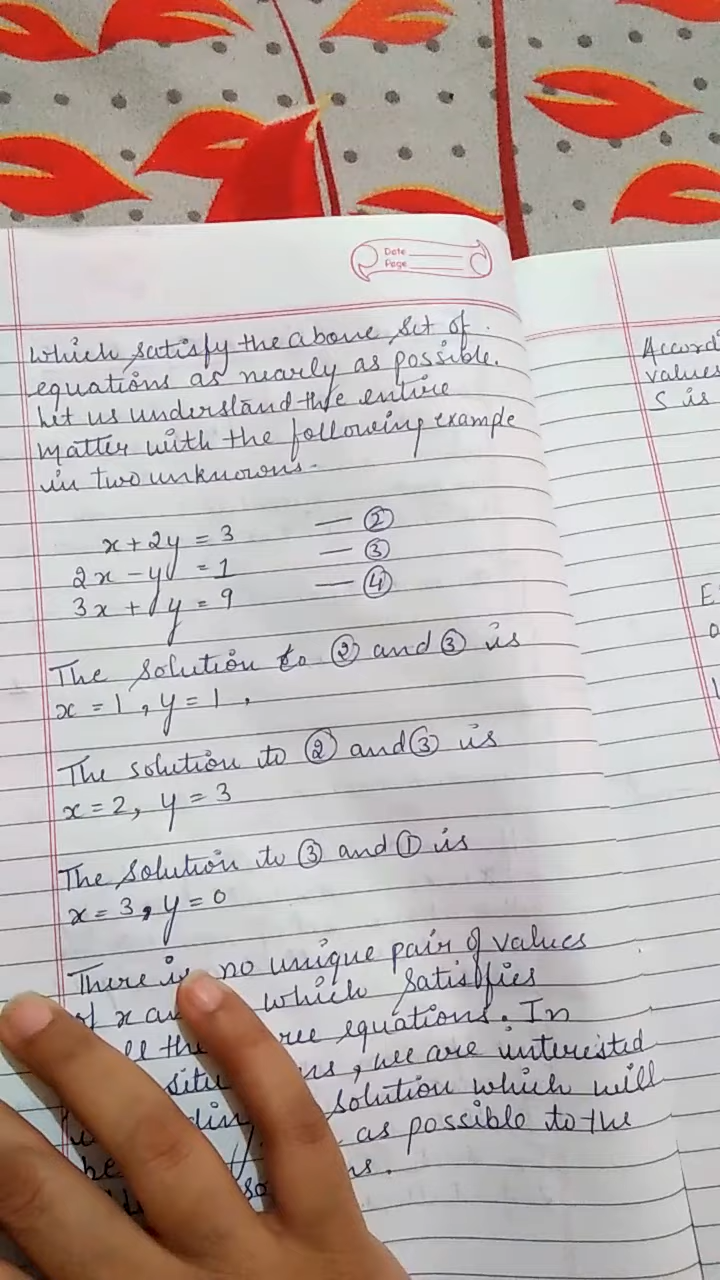 Date
Page
which satisfy the above set of
equations as nearly as possible.
Let us understand the entire
matter with the following example
in two unknowns.
x + 2y = 3 — ②
2x - y = 1 — ③
3x + y = 9 — ④
The solution to ② and ③ is
x = 1, y = 1,
The solution to ② and ③ is
x = 2, y = 3
The solution to ③ and ① is
x = 3, y = 0
There is no unique pair of values
of x which satisfies
equations. In
we are interested
solution which will
be as possible to the
Accord
values
S is
E